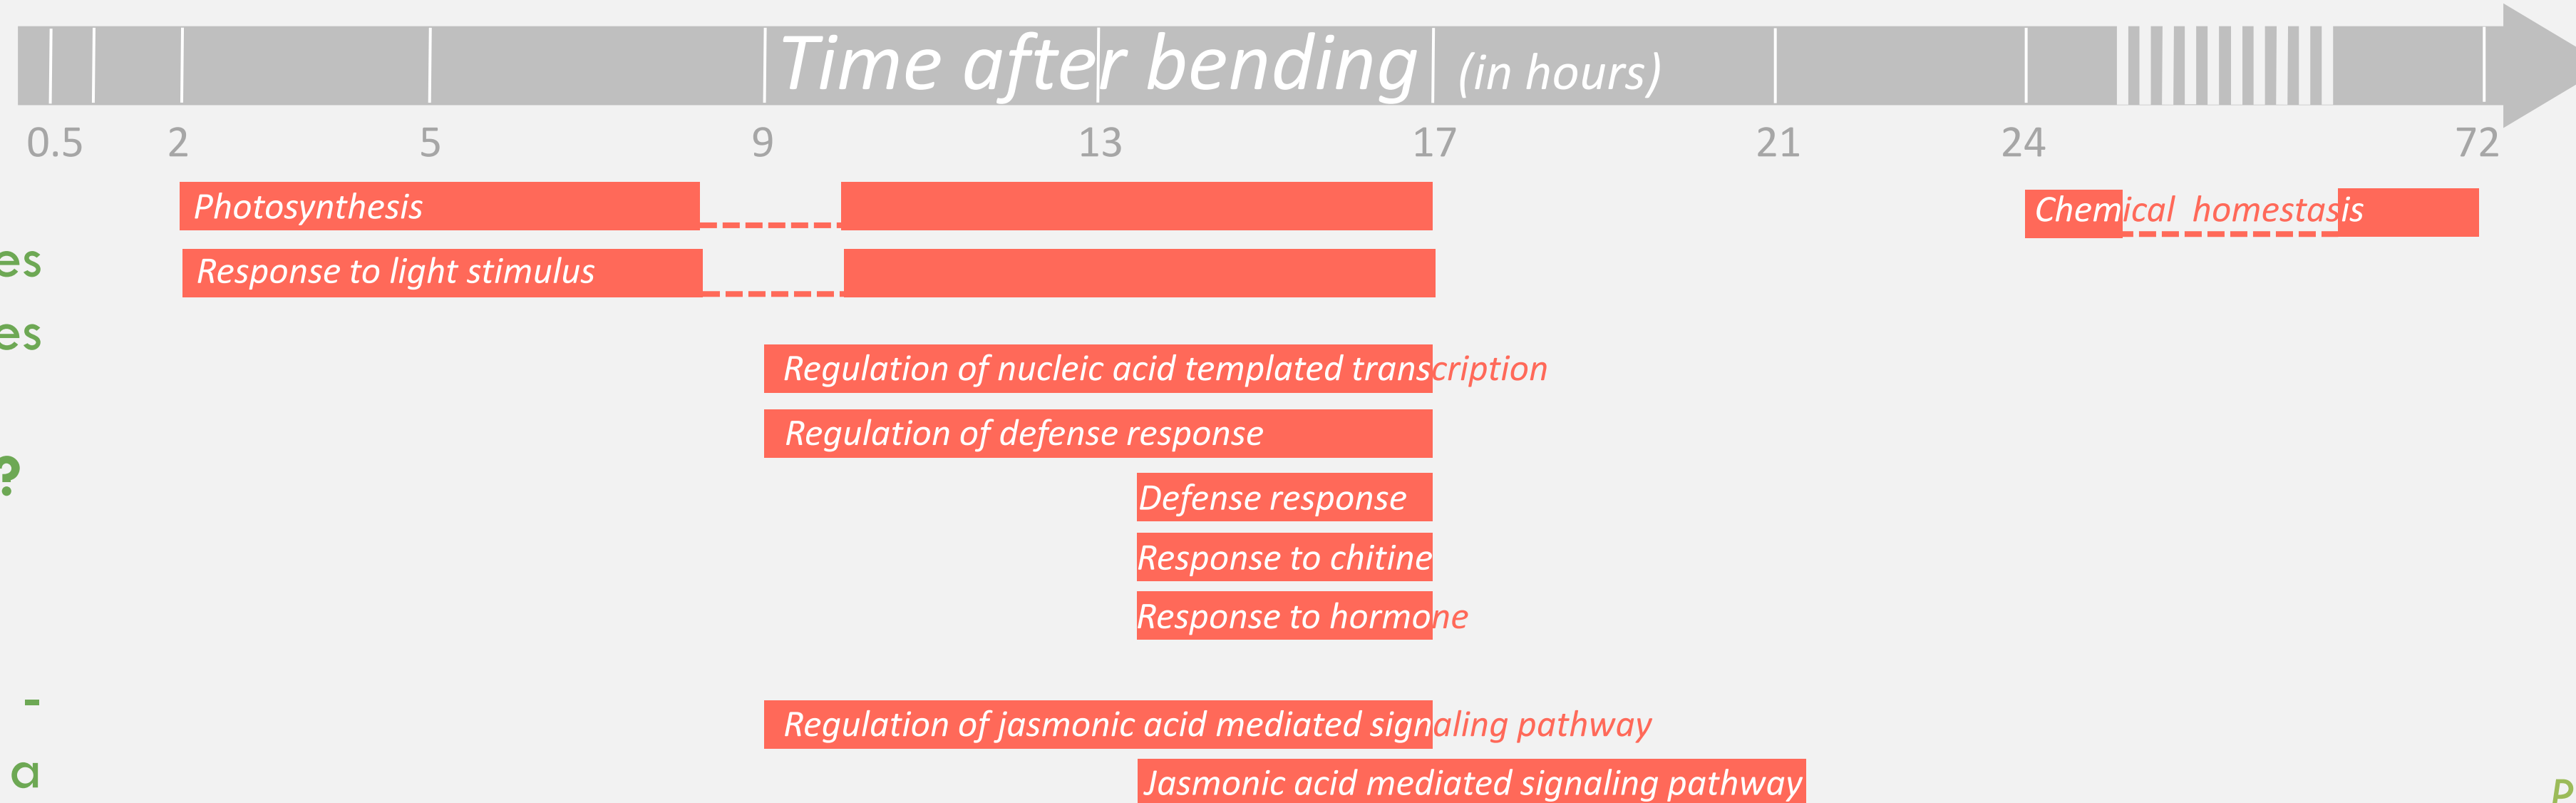 Time after bending (in hours)
0.5 2 5 9 13 17 21 24 72
Photosynthesis
Chemical homestasis
es
Response to light stimulus
es
Regulation of nucleic acid templated transcription
Regulation of defense response
?
Defense response
Response to chitine
Response to hormone
-
Regulation of jasmonic acid mediated signaling pathway
a
Jasmonic acid mediated signaling pathway
P